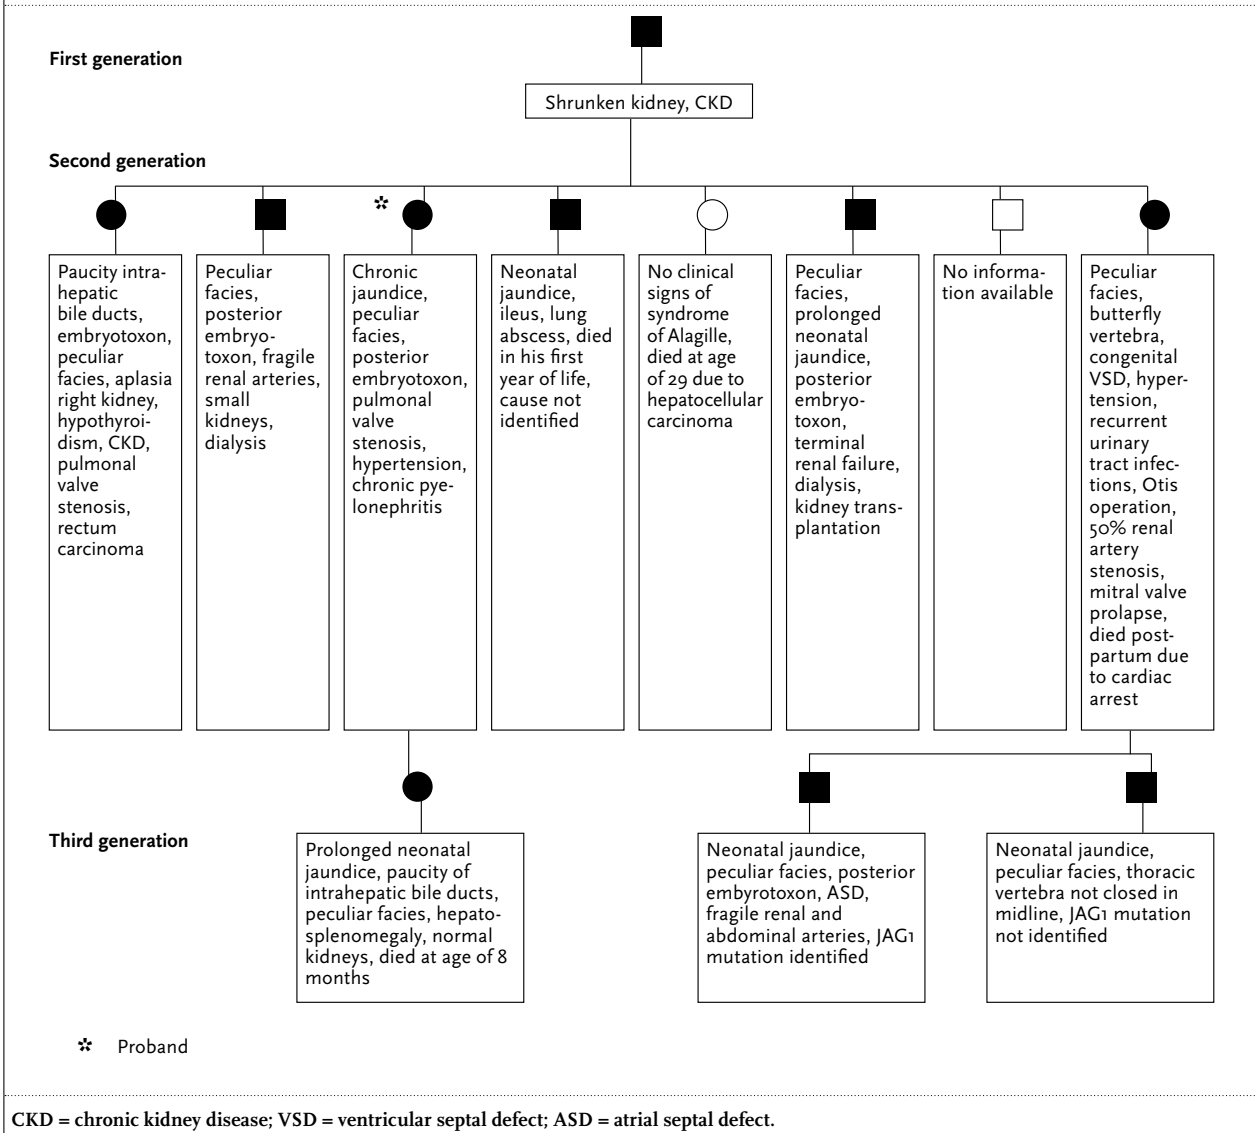 First generation
Shrunken kidney, CKD
Second generation
*
Paucity intra-
hepatic
bile ducts,
embryotoxon,
peculiar
facies, aplasia
right kidney,
hypothyroi-
dism, CKD,
pulmonal
valve
stenosis,
rectum
carcinoma
Peculiar
facies,
posterior
embryo-
toxon, fragile
renal arteries,
small
kidneys,
dialysis
Chronic
jaundice,
peculiar
facies,
posterior
embryotoxon,
pulmonal
valve
stenosis,
hypertension,
chronic pye-
lonephritis
Neonatal
jaundice,
ileus, lung
abscess, died
in his first
year of life,
cause not
identified
No clinical
signs of
syndrome
of Alagille,
died at age
of 29 due to
hepatocellular
carcinoma
Peculiar
facies,
prolonged
neonatal
jaundice,
posterior
embryo-
toxon,
terminal
renal failure,
dialysis,
kidney trans-
plantation
No informa-
tion available
Peculiar
facies,
butterfly
vertebra,
congenital
VSD, hyper-
tension,
recurrent
urinary
tract infec-
tions, Otis
operation,
50% renal
artery
stenosis,
mitral valve
prolapse,
died post-
partum due
to cardiac
arrest
Third generation
Prolonged neonatal
jaundice, paucity of
intrahepatic bile ducts,
peculiar facies, hepato-
splenomegaly, normal
kidneys, died at age of 8
months
Neonatal jaundice,
peculiar facies, posterior
embyrotoxon, ASD,
fragile renal and
abdominal arteries, JAG1
mutation identified
Neonatal jaundice,
peculiar facies, thoracic
vertebra not closed in
midline, JAG1 mutation
not identified
* Proband
CKD = chronic kidney disease; VSD = ventricular septal defect; ASD = atrial septal defect.